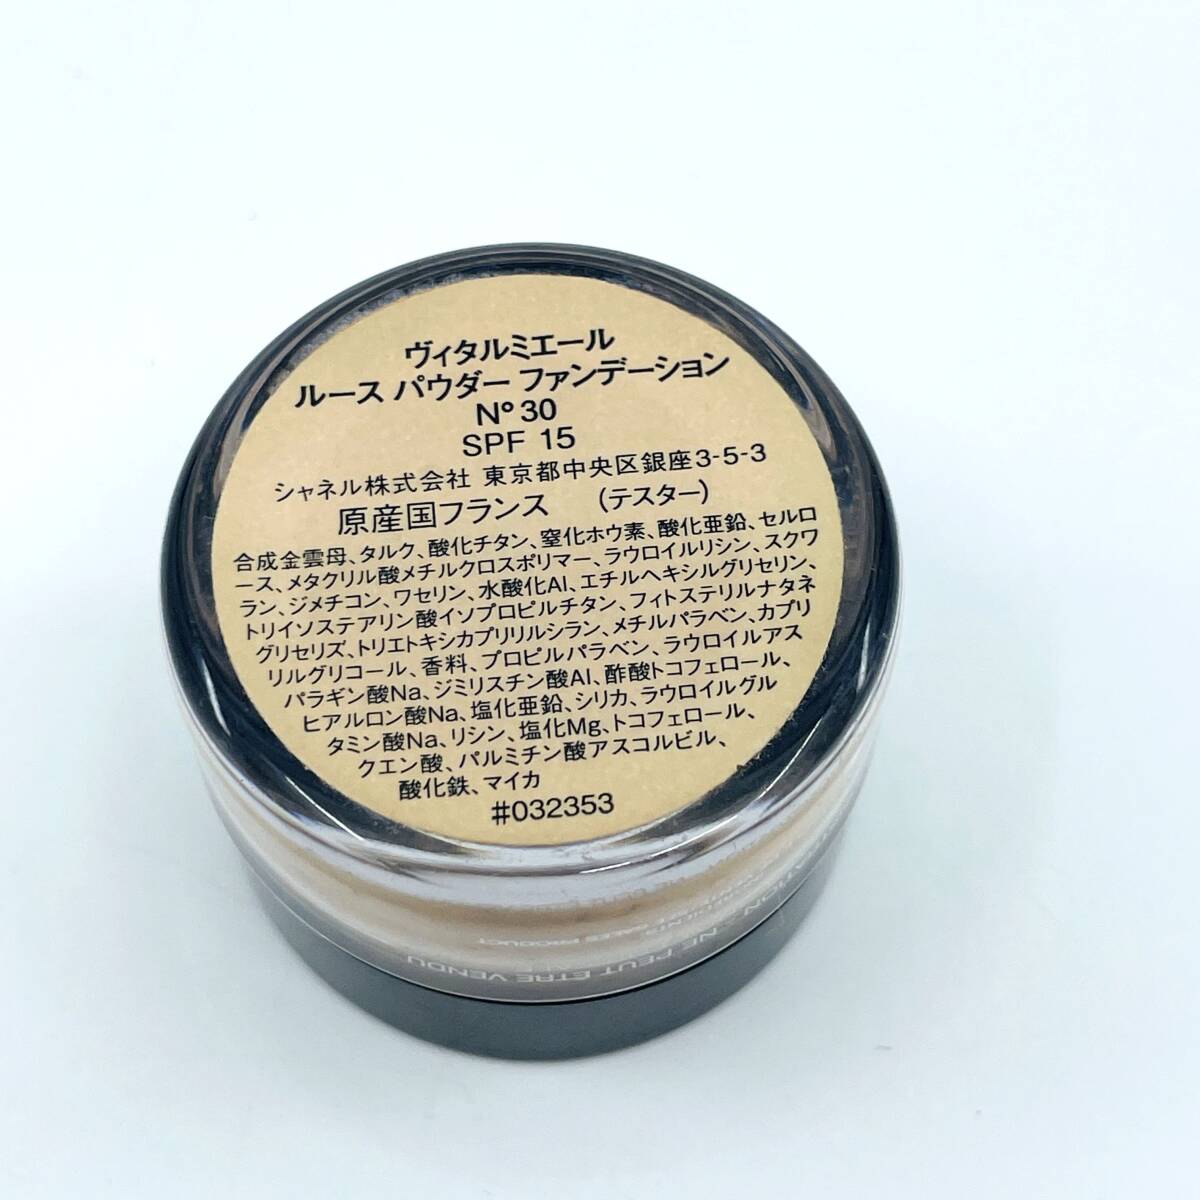 ヴィタルミエール
ルース パウダー ファンデーション
Nº 30
SPF 15
シャネル株式会社 東京都中央区銀座3-5-3
原産国フランス (テスター)
合成金雲母、タルク、酸化チタン、窒化ホウ素、酸化亜鉛、セルロ
ース、メタクリル酸メチルクロスポリマー、ラウロイルリシン、スクワ
ラン、ジメチコン、ワセリン、水酸化Al、エチルヘキシルグリセリン、
トリイソステアリン酸イソプロピルチタン、フィトステリルナタネ
グリセリズ、トリエトキシカプリリルシラン、メチルパラベン、カプリ
リルグリコール、香料、プロピルパラベン、ラウロイルアス
パラギン酸Na、ジミリスチン酸Al、酢酸トコフェロール、
ヒアルロン酸Na、塩化亜鉛、シリカ、ラウロイルグル
タミン酸Na、リシン、塩化Mg、トコフェロール、
クエン酸、パルミチン酸アスコルビル、
酸化鉄、マイカ
#032353
SALES PRODUCT
NE PEUT ETRE VENDU